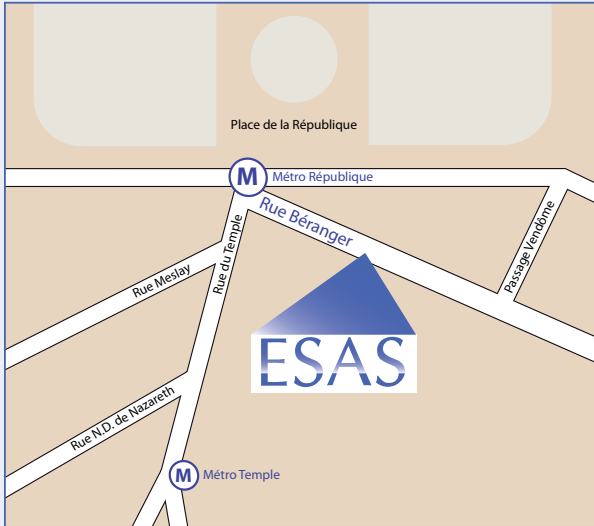 Place de la République
M
Métro République
Rue Béranger
Rue du Temple
Passage Vendôme
Rue Meslay
ESAS
Rue N.D. de Nazareth
M
Métro Temple